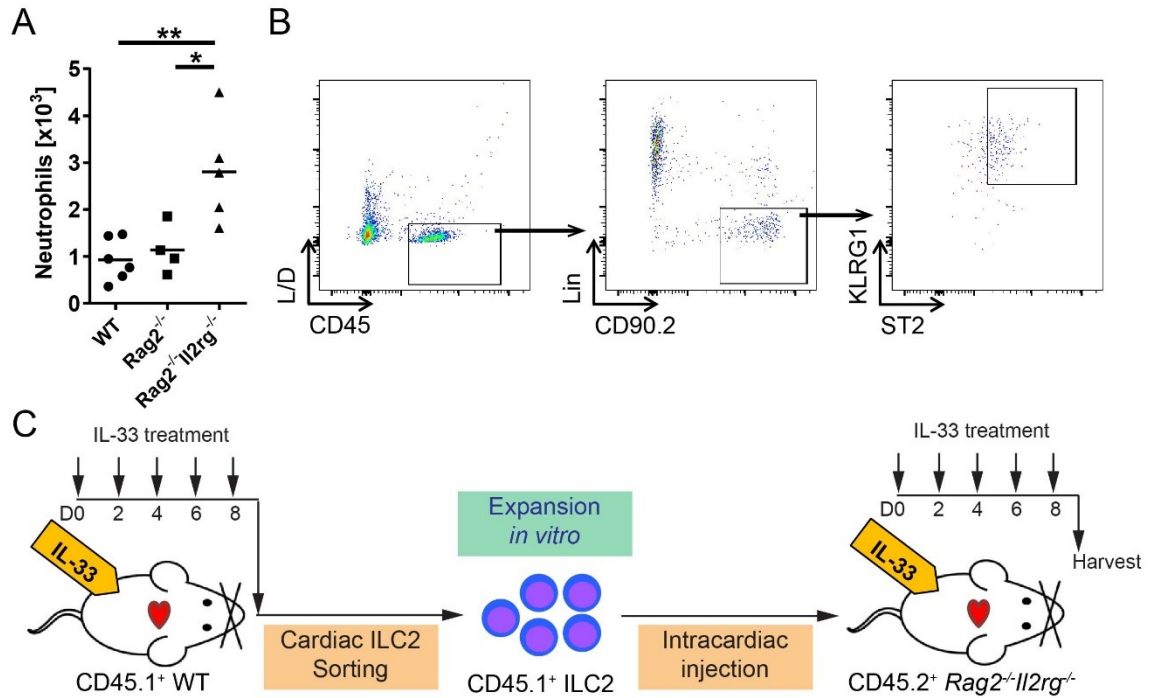 A
**
*
Neutrophils [x10³]
5
4
3
2
1
0
WT
Rag2⁻/⁻
Rag2⁻/⁻Il2rg⁻/⁻
B
L/D
CD45
Lin
CD90.2
KLRG1
ST2
C
IL-33 treatment
D0 2 4 6 8
IL-33
CD45.1⁺ WT
Cardiac ILC2
Sorting
Expansion
in vitro
CD45.1⁺ ILC2
Intracardiac
injection
IL-33 treatment
D0 2 4 6 8
Harvest
IL-33
CD45.2⁺ Rag2⁻/⁻Il2rg⁻/⁻